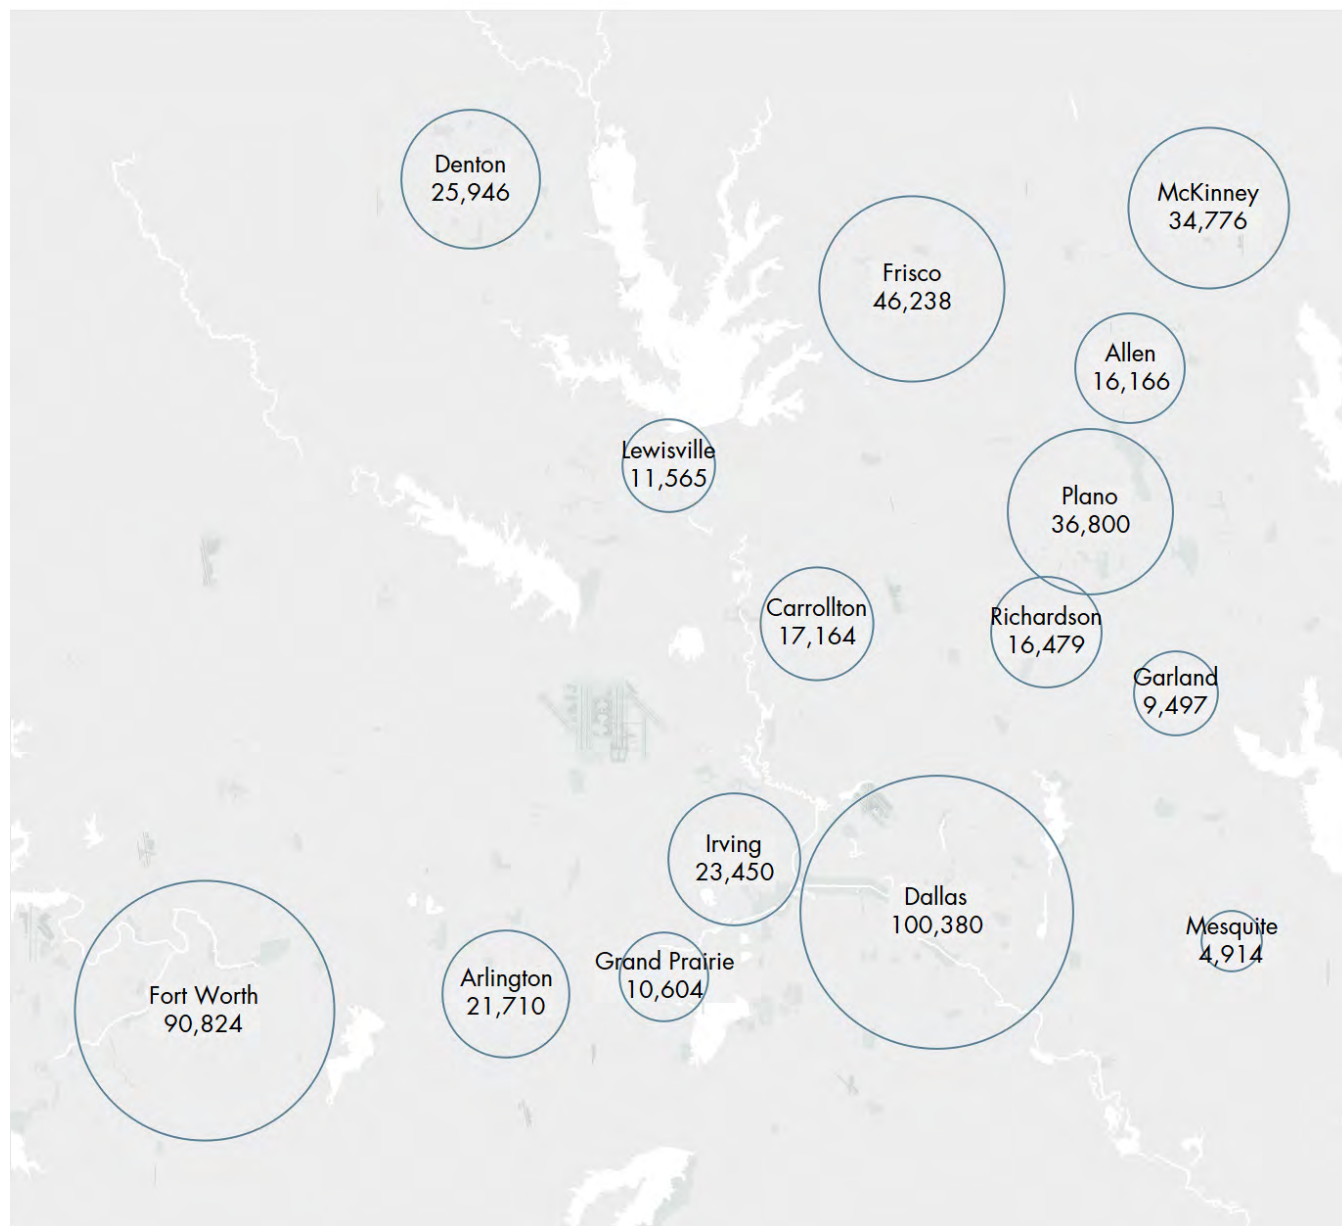 Denton
25,946
McKinney
34,776
Frisco
46,238
Allen
16,166
Lewisville
11,565
Plano
36,800
Carrollton
17,164
Richardson
16,479
Garland
9,497
Irving
23,450
Dallas
100,380
Mesquite
4,914
Grand Prairie
10,604
Arlington
21,710
Fort Worth
90,824